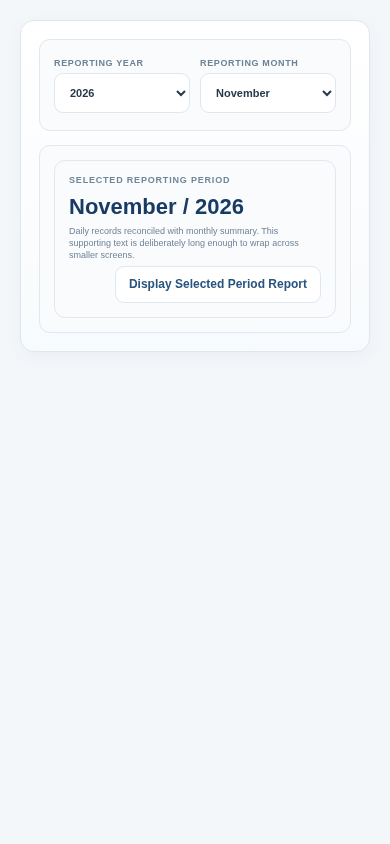 REPORTING YEAR
REPORTING MONTH
2026
November
SELECTED REPORTING PERIOD
November / 2026
Daily records reconciled with monthly summary. This
supporting text is deliberately long enough to wrap across
smaller screens.
Display Selected Period Report